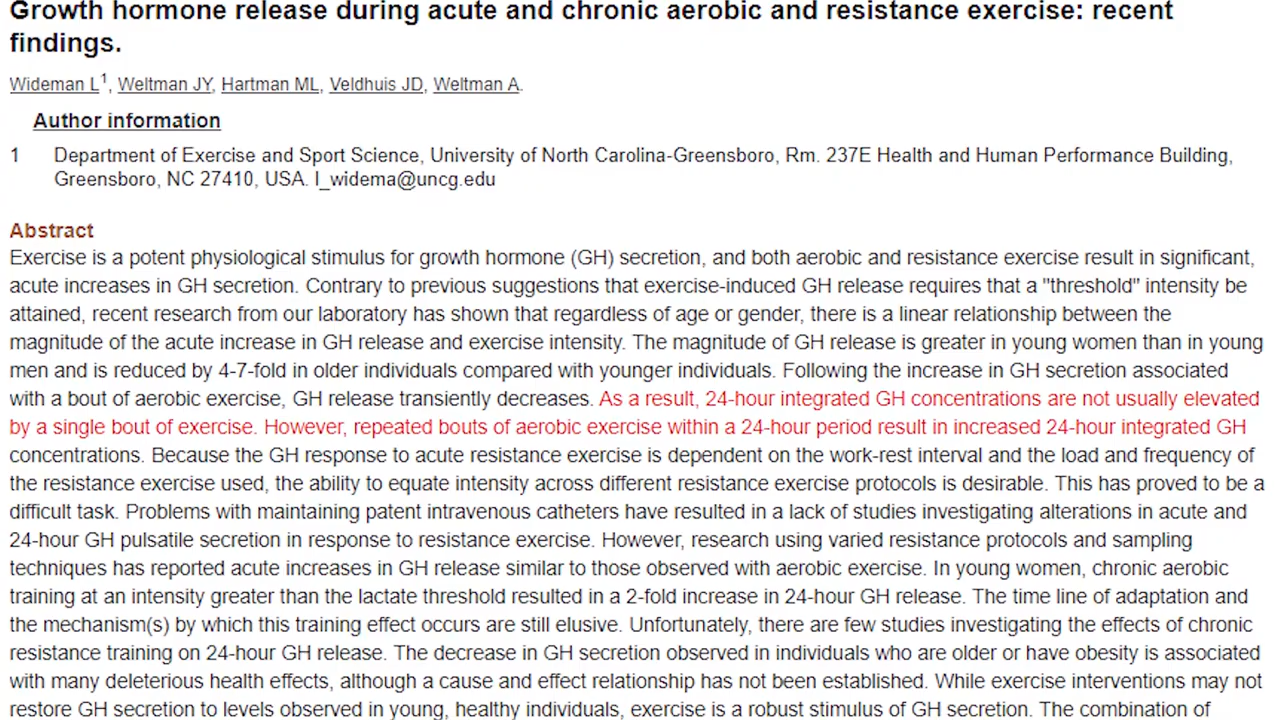 Growth hormone release during acute and chronic aerobic and resistance exercise: recent
findings.
Wideman L1, Weltman JY, Hartman ML, Veldhuis JD, Weltman A.
Author information
1 Department of Exercise and Sport Science, University of North Carolina-Greensboro, Rm. 237E Health and Human Performance Building,
Greensboro, NC 27410, USA. l_widema@uncg.edu
Abstract
Exercise is a potent physiological stimulus for growth hormone (GH) secretion, and both aerobic and resistance exercise result in significant,
acute increases in GH secretion. Contrary to previous suggestions that exercise-induced GH release requires that a "threshold" intensity be
attained, recent research from our laboratory has shown that regardless of age or gender, there is a linear relationship between the
magnitude of the acute increase in GH release and exercise intensity. The magnitude of GH release is greater in young women than in young
men and is reduced by 4-7-fold in older individuals compared with younger individuals. Following the increase in GH secretion associated
with a bout of aerobic exercise, GH release transiently decreases. As a result, 24-hour integrated GH concentrations are not usually elevated
by a single bout of exercise. However, repeated bouts of aerobic exercise within a 24-hour period result in increased 24-hour integrated GH
concentrations. Because the GH response to acute resistance exercise is dependent on the work-rest interval and the load and frequency of
the resistance exercise used, the ability to equate intensity across different resistance exercise protocols is desirable. This has proved to be a
difficult task. Problems with maintaining patent intravenous catheters have resulted in a lack of studies investigating alterations in acute and
24-hour GH pulsatile secretion in response to resistance exercise. However, research using varied resistance protocols and sampling
techniques has reported acute increases in GH release similar to those observed with aerobic exercise. In young women, chronic aerobic
training at an intensity greater than the lactate threshold resulted in a 2-fold increase in 24-hour GH release. The time line of adaptation and
the mechanism(s) by which this training effect occurs are still elusive. Unfortunately, there are few studies investigating the effects of chronic
resistance training on 24-hour GH release. The decrease in GH secretion observed in individuals who are older or have obesity is associated
with many deleterious health effects, although a cause and effect relationship has not been established. While exercise interventions may not
restore GH secretion to levels observed in young, healthy individuals, exercise is a robust stimulus of GH secretion. The combination of